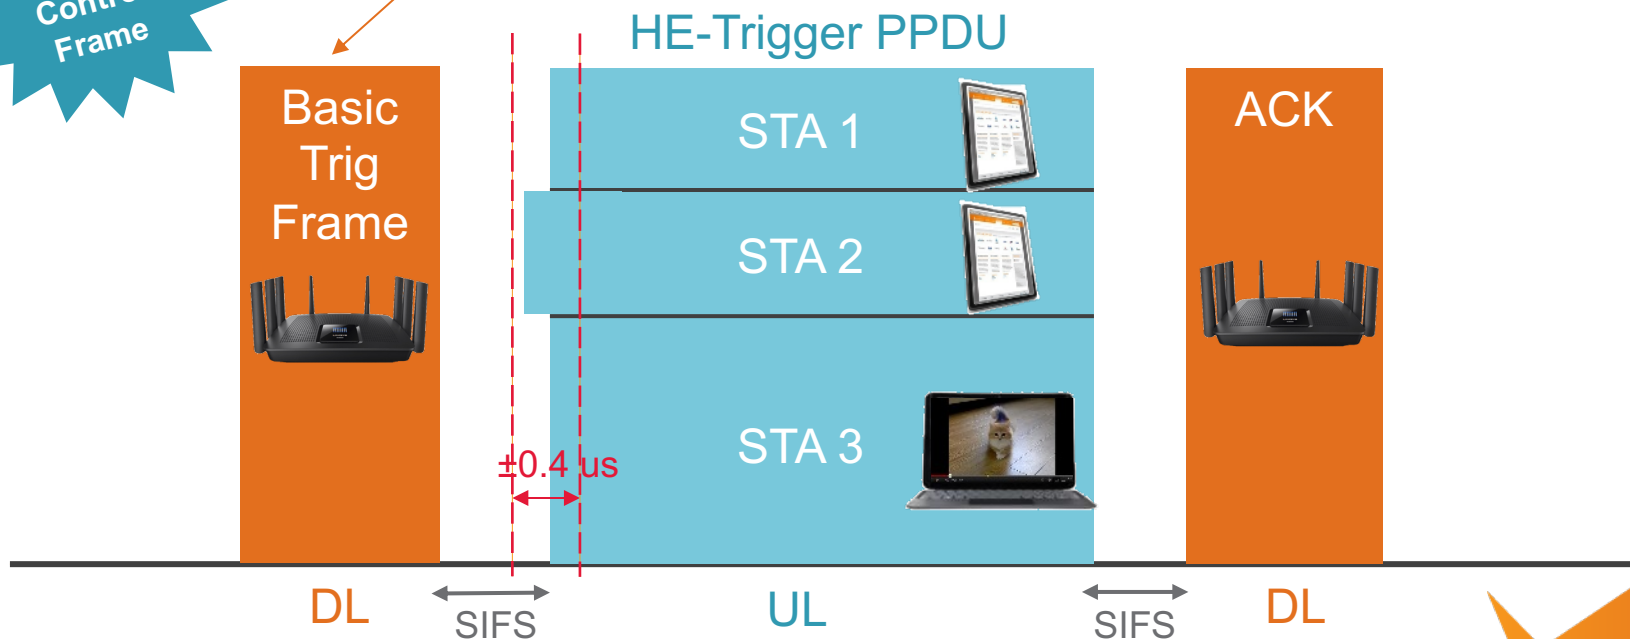 Frame
HE-Trigger PPDU
Basic
Trig
Frame
STA 1
ACK
STA 2
STA 3
±0.4 us
DL
SIFS
UL
SIFS
DL